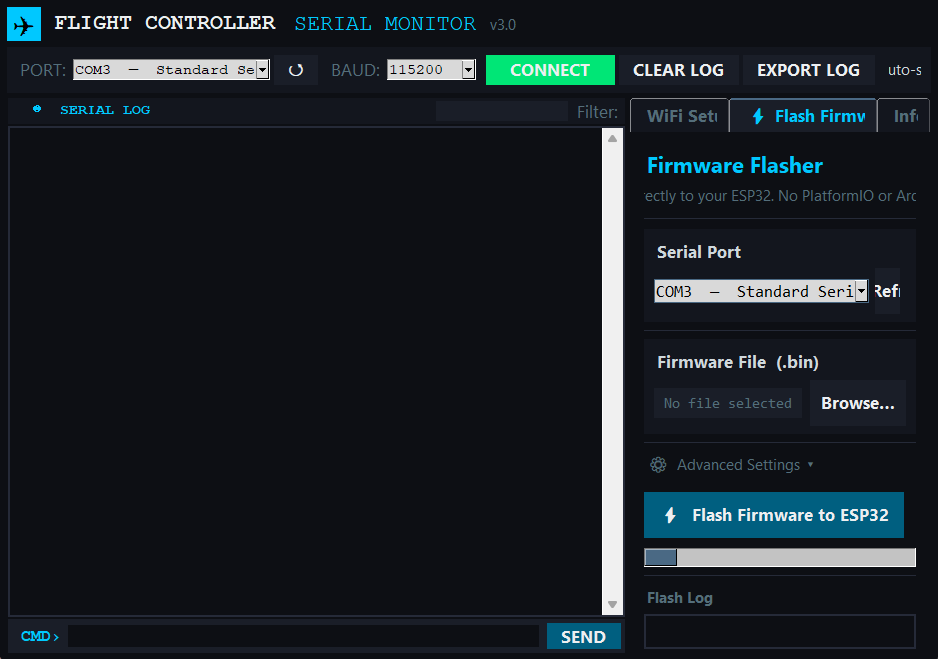 FLIGHT CONTROLLER SERIAL MONITOR v3.0
PORT: COM3 — Standard Se BAUD: 115200 CONNECT CLEAR LOG EXPORT LOG uto-s
SERIAL LOG Filter:
WiFi Setu Flash Firmw Info
Firmware Flasher
ectly to your ESP32. No PlatformIO or Arc
Serial Port
COM3 — Standard Seri Refr
Firmware File (.bin)
No file selected Browse...
Advanced Settings ▾
Flash Firmware to ESP32
Flash Log
CMD› SEND